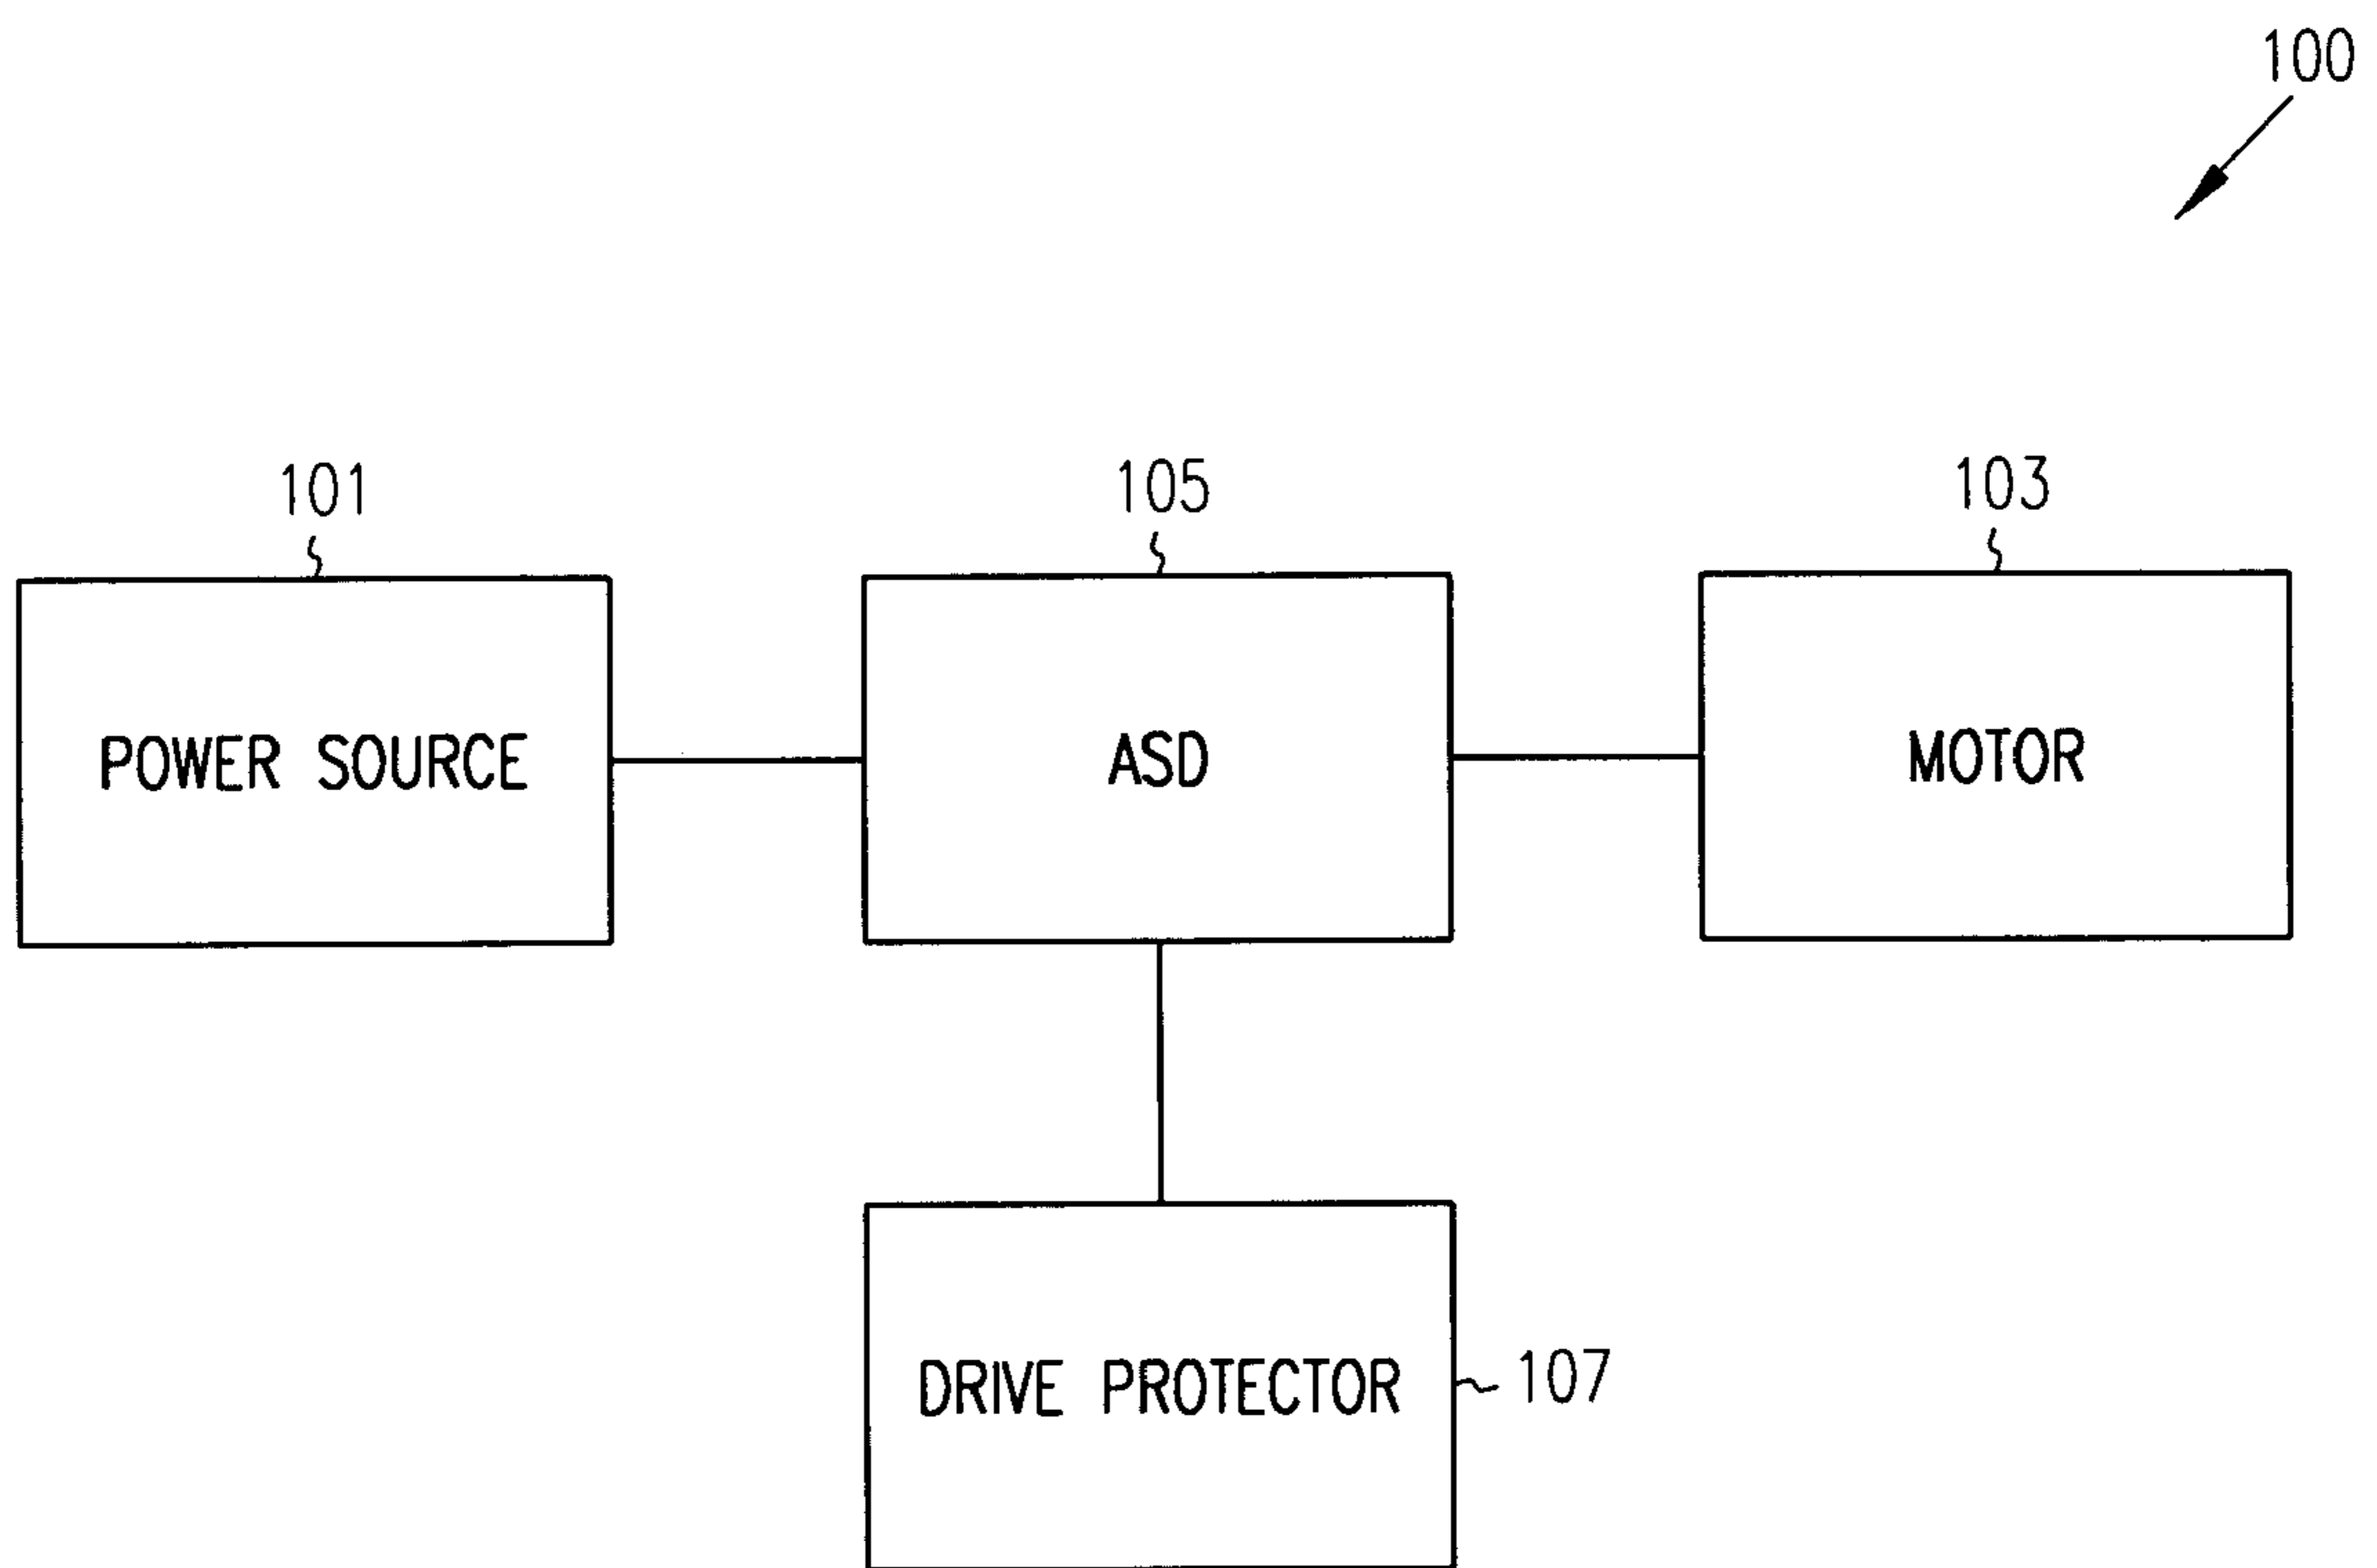 100
101
105
103
POWER SOURCE
ASD
MOTOR
DRIVE PROTECTOR
107